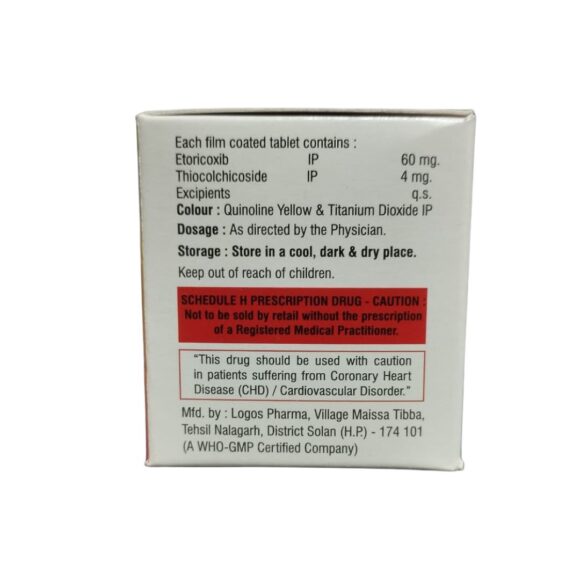 Each film coated tablet contains :
Etoricoxib IP 60 mg.
Thiocolchicoside IP 4 mg.
Excipients q.s.
Colour : Quinoline Yellow & Titanium Dioxide IP
Dosage : As directed by the Physician.
Storage : Store in a cool, dark & dry place.
Keep out of reach of children.
SCHEDULE H PRESCRIPTION DRUG - CAUTION :
Not to be sold by retail without the prescription
of a Registered Medical Practitioner.
"This drug should be used with caution
in patients suffering from Coronary Heart
Disease (CHD) / Cardiovascular Disorder."
Mfd. by : Logos Pharma, Village Maissa Tibba,
Tehsil Nalagarh, District Solan (H.P.) - 174 101
(A WHO-GMP Certified Company)